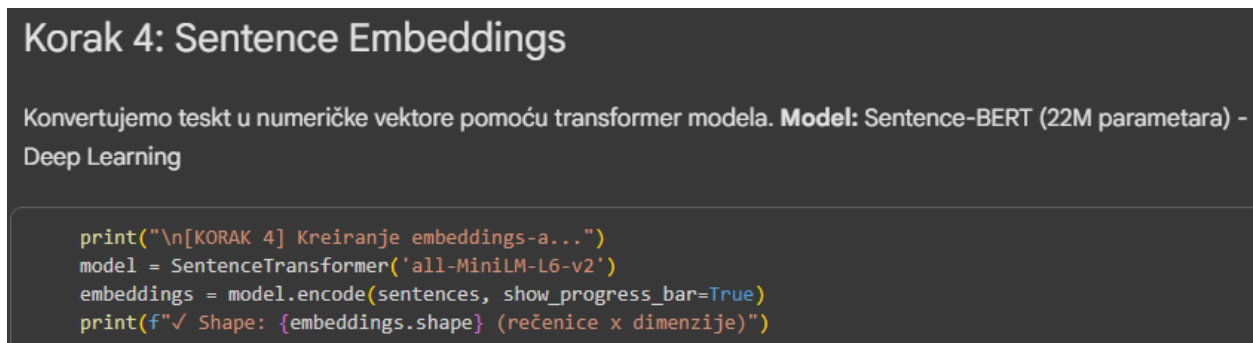 Korak 4: Sentence Embeddings
Konvertujemo teskt u numeričke vektore pomoću transformer modela. Model: Sentence-BERT (22M parametara) -
Deep Learning
print("\n[KORAK 4] Kreiranje embeddings-a...")
model = SentenceTransformer('all-MiniLM-L6-v2')
embeddings = model.encode(sentences, show_progress_bar=True)
print(f"✓ Shape: {embeddings.shape} (rečenice x dimenzije)")